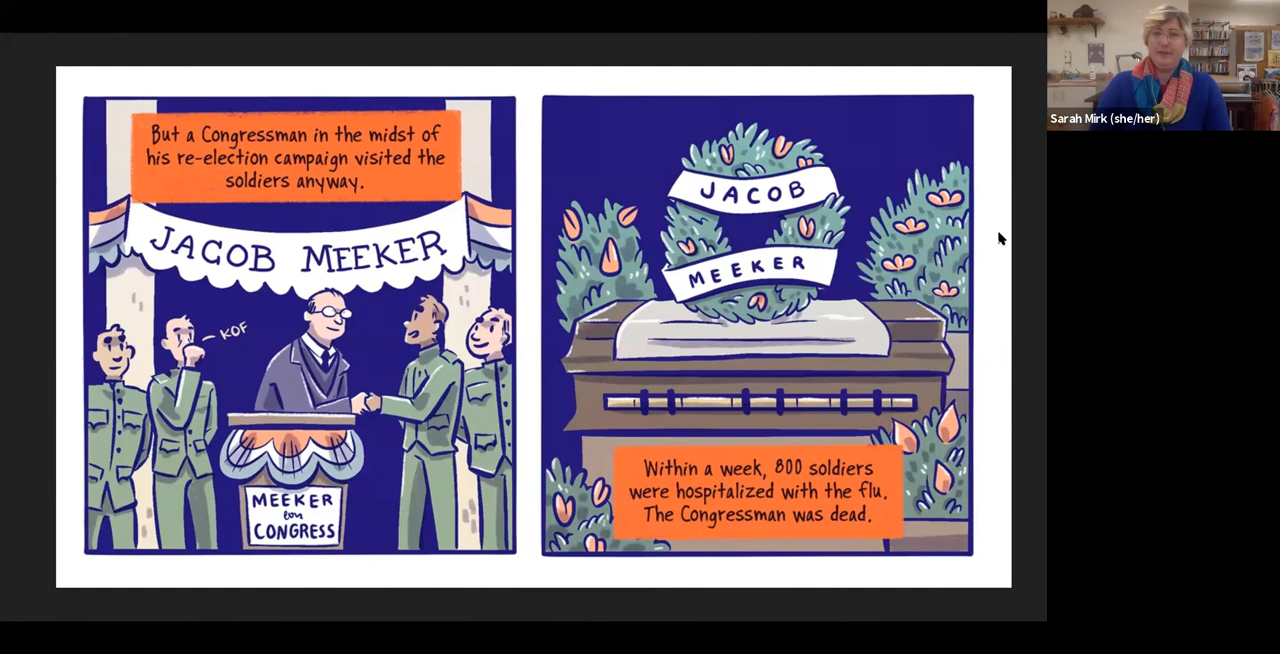 But a Congressman in the midst of
his re-election campaign visited the
soldiers anyway.
JACOB MEEKER
KOF
MEEKER
for
CONGRESS
JACOB
MEEKER
Within a week, 800 soldiers
were hospitalized with the flu.
The Congressman was dead.
Sarah Mirk (she/her)